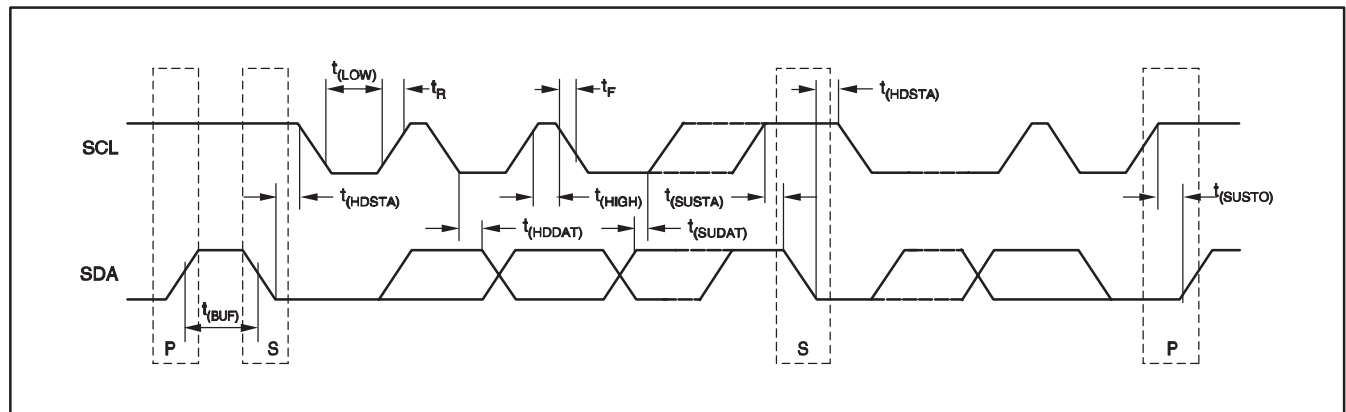 t(LOW)
tR
tF
t(HDSTA)
SCL
t(HDSTA)
t(HIGH)
t(SUSTA)
t(SUSTO)
t(HDDAT)
t(SUDAT)
SDA
t(BUF)
P
S
S
P